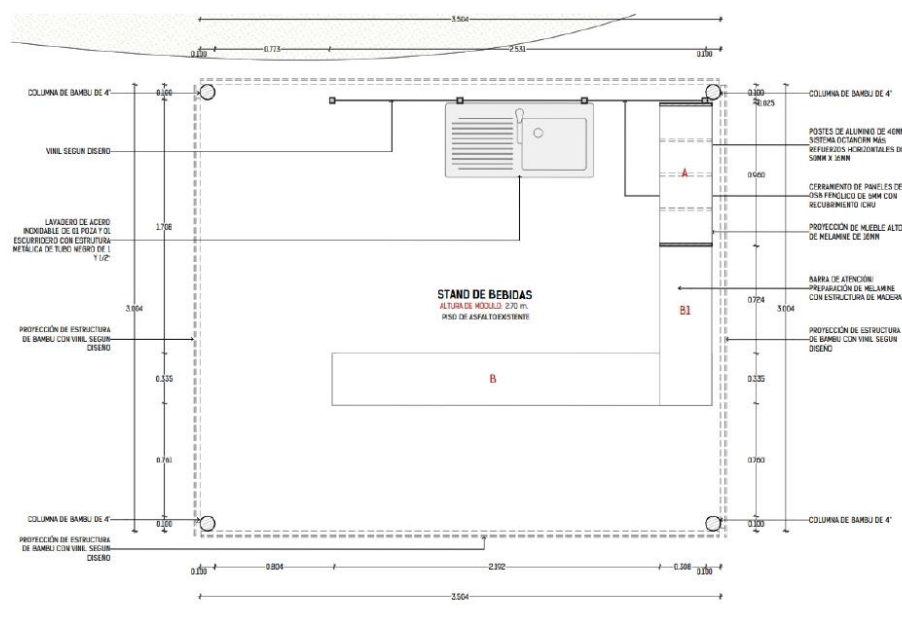 3.504
0.100
0.773
2.531
0.100
COLUMNA DE BAMBU DE 4"
0.100
0.100
COLUMNA DE BAMBU DE 4"
0.025
VINIL SEGUN DISEÑO
POSTES DE ALUMINIO DE 40MM
SISTEMA OCTANORM MÁS
REFUERZOS HORIZONTALES DE
50MM X 16MM
A
0.960
CERRAMIENTO DE PANELES DE
OSB FENÓLICO DE 6MM CON
RECUBRIMIENTO ICHU
LAVADERO DE ACERO
INOXIDABLE DE 01 POZA Y 01
ESCURRIDERO CON ESTRUTURA
METÁLICA DE TUBO NEGRO DE 1
Y 1/2"
1.708
PROYECCIÓN DE MUEBLE ALTO
DE MELAMINE DE 18MM
BARRA DE ATENCIÓN/
PREPARACIÓN DE MELAMINE
CON ESTRUCTURA DE MADERA
STAND DE BEBIDAS
ALTURA DE MÓDULO: 2.70 m.
PISO DE ASFALTO EXISTENTE
3.004
B1
0.724
3.004
PROYECCIÓN DE ESTRUCTURA
DE BAMBU CON VINIL SEGUN
DISEÑO
PROYECCIÓN DE ESTRUCTURA
DE BAMBU CON VINIL SEGUN
DISEÑO
0.335
B
0.335
0.761
0.760
COLUMNA DE BAMBU DE 4"
0.100
0.100
COLUMNA DE BAMBU DE 4"
PROYECCIÓN DE ESTRUCTURA
DE BAMBU CON VINIL SEGUN
DISEÑO
0.100
0.804
2.192
0.308
0.100
3.504